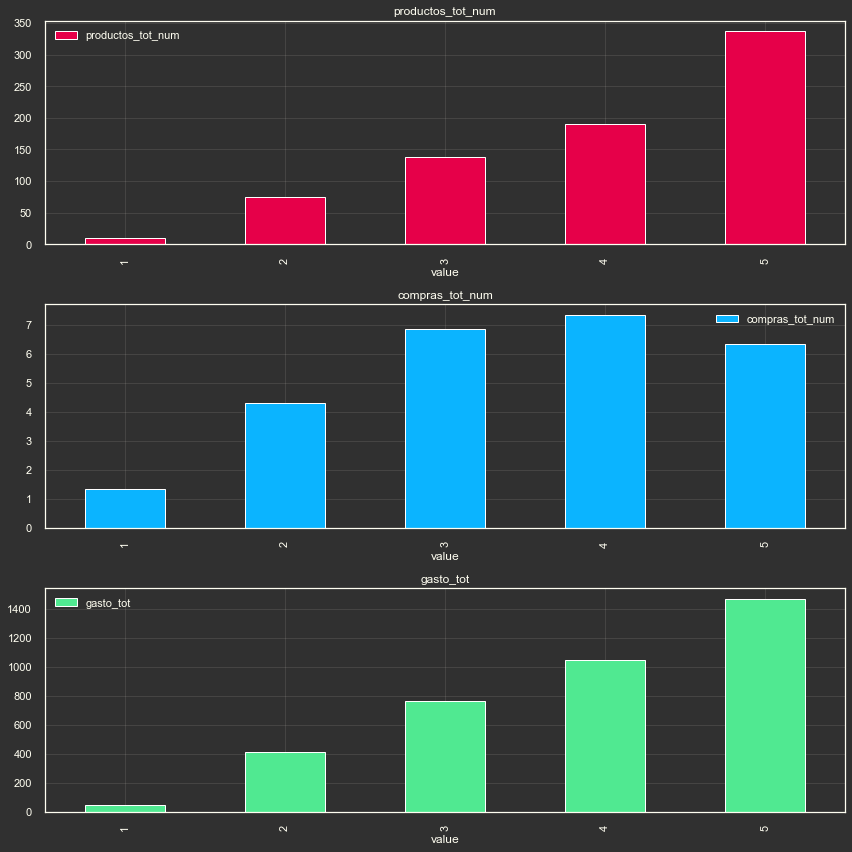 productos_tot_num
productos_tot_num
350
300
250
200
150
100
50
0
1 2 3 4 5
value
compras_tot_num
compras_tot_num
7
6
5
4
3
2
1
0
1 2 3 4 5
value
gasto_tot
gasto_tot
1400
1200
1000
800
600
400
200
0
1 2 3 4 5
value